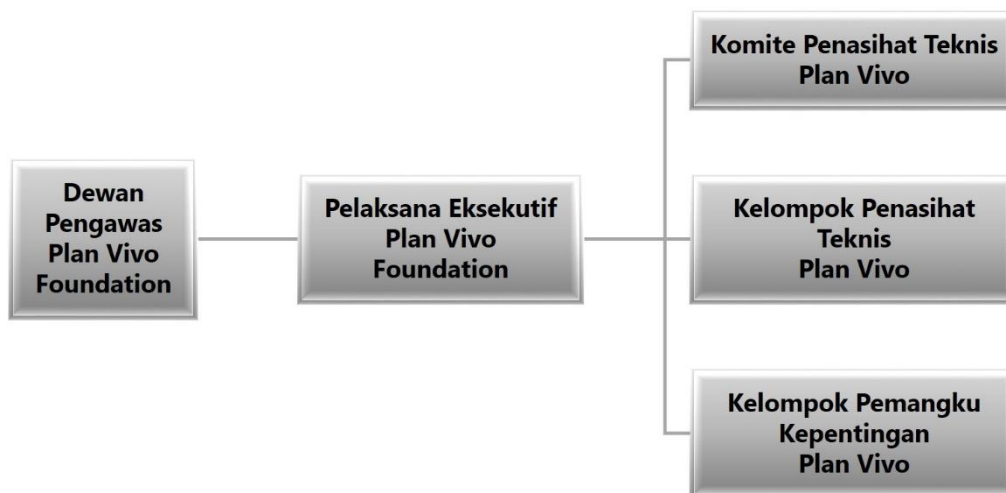 Dewan
Pengawas
Plan Vivo
Foundation
Pelaksana Eksekutif
Plan Vivo
Foundation
Komite Penasihat Teknis
Plan Vivo
Kelompok Penasihat
Teknis
Plan Vivo
Kelompok Pemangku
Kepentingan
Plan Vivo